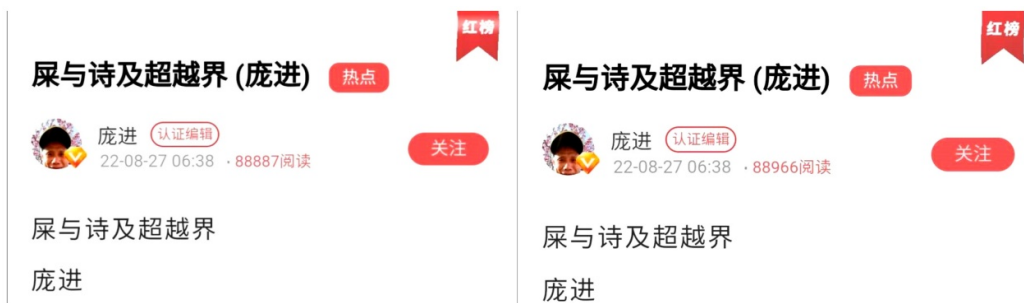 红榜
屎与诗及超越界 (庞进) 热点
庞进 认证编辑
22-08-27 06:38 · 88887阅读
关注
屎与诗及超越界
庞进
红榜
屎与诗及超越界 (庞进) 热点
庞进 认证编辑
22-08-27 06:38 · 88966阅读
关注
屎与诗及超越界
庞进